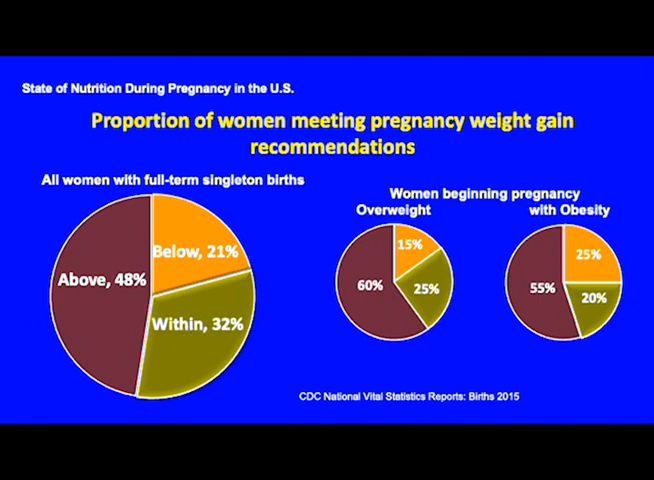 State of Nutrition During Pregnancy in the U.S.
Proportion of women meeting pregnancy weight gain
recommendations
All women with full-term singleton births
Below, 21%
Above, 48%
Within, 32%
Women beginning pregnancy
Overweight
with Obesity
15%
60%
25%
25%
55%
20%
CDC National Vital Statistics Reports: Births 2015